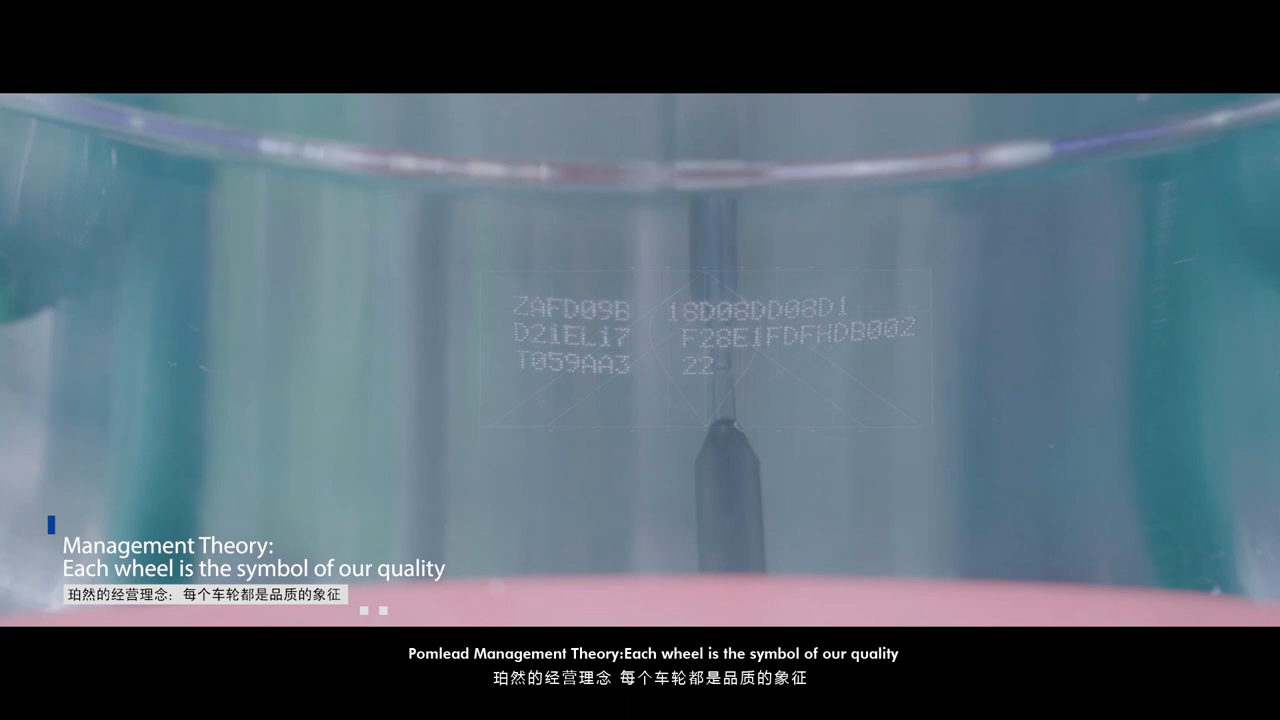 ZAFD09B 18D08DD08D1
D21EL17 F28E1FDFHDB002
T059AA3 22
Management Theory:
Each wheel is the symbol of our quality
珀然的经营理念：每个车轮都是品质的象征
Pomlead Management Theory:Each wheel is the symbol of our quality
珀然的经营理念 每个车轮都是品质的象征